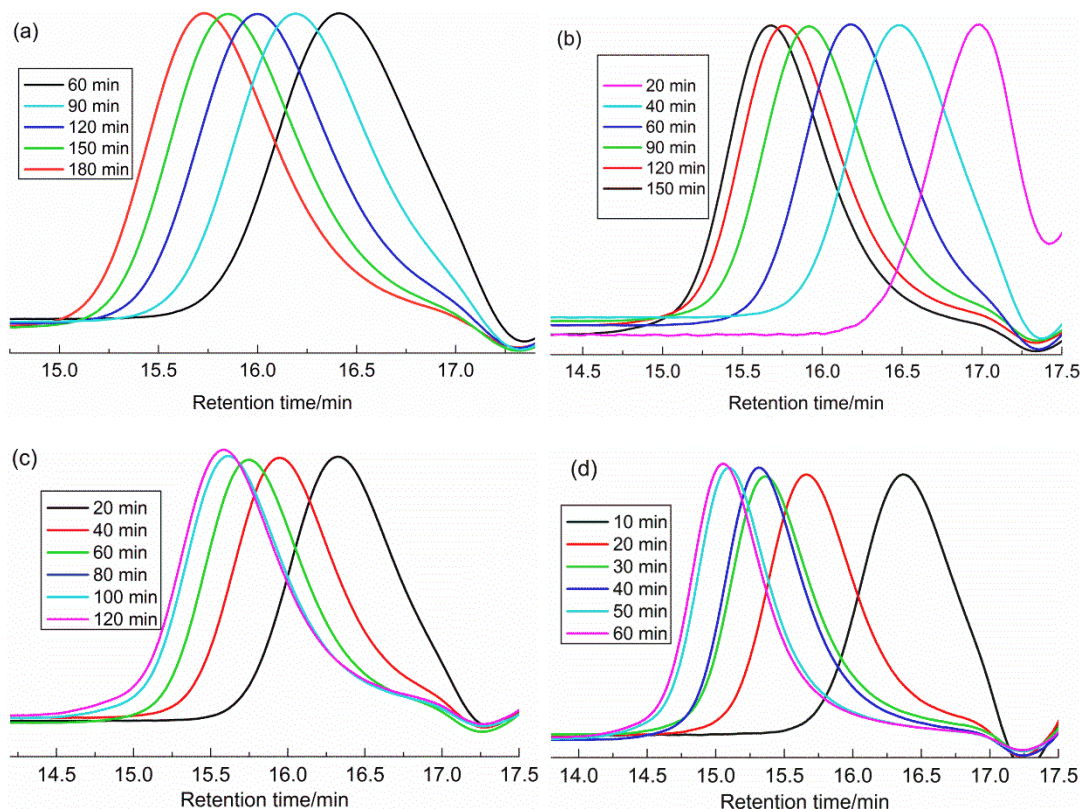 (a)
60 min
90 min
120 min
150 min
180 min
15.0 15.5 16.0 16.5 17.0
Retention time/min
(b)
20 min
40 min
60 min
90 min
120 min
150 min
14.5 15.0 15.5 16.0 16.5 17.0 17.5
Retention time/min
(c)
20 min
40 min
60 min
80 min
100 min
120 min
14.5 15.0 15.5 16.0 16.5 17.0 17.5
Retention time/min
(d)
10 min
20 min
30 min
40 min
50 min
60 min
14.0 14.5 15.0 15.5 16.0 16.5 17.0 17.5
Retention time/min